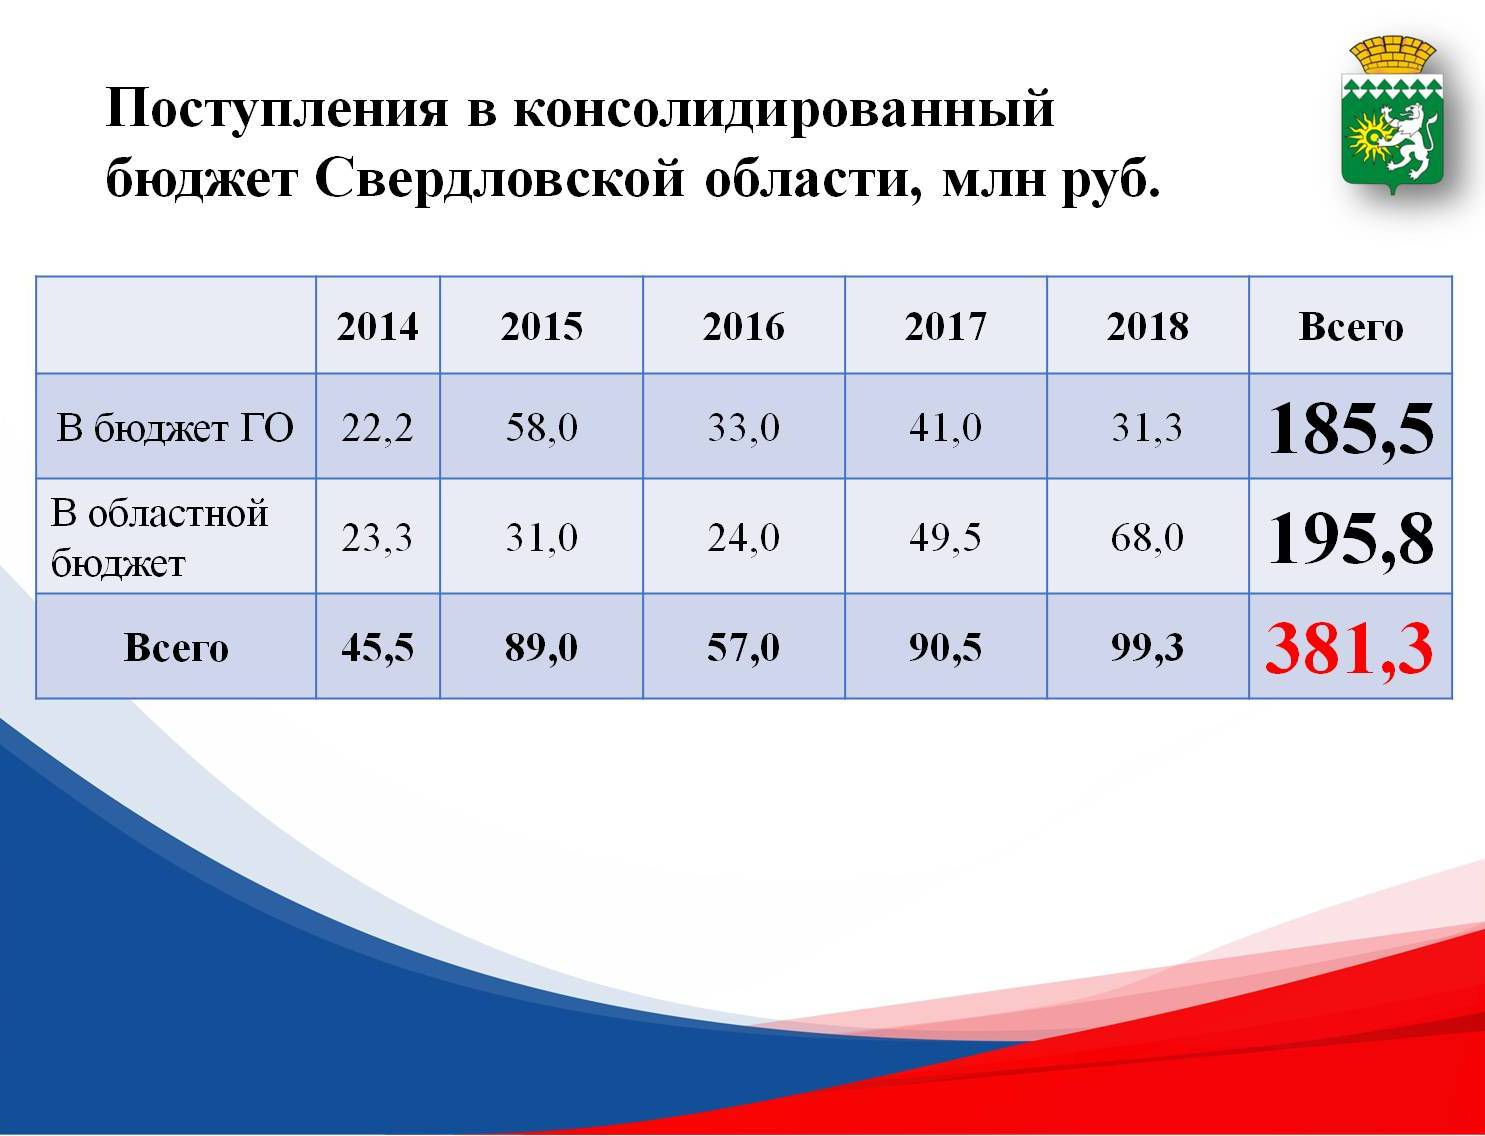 Поступления в консолидированный
бюджет Свердловской области, млн руб.
2014 2015 2016 2017 2018 Всего
В бюджет ГО 22,2 58,0 33,0 41,0 31,3 185,5
В областной
бюджет 23,3 31,0 24,0 49,5 68,0 195,8
Всего 45,5 89,0 57,0 90,5 99,3 381,3